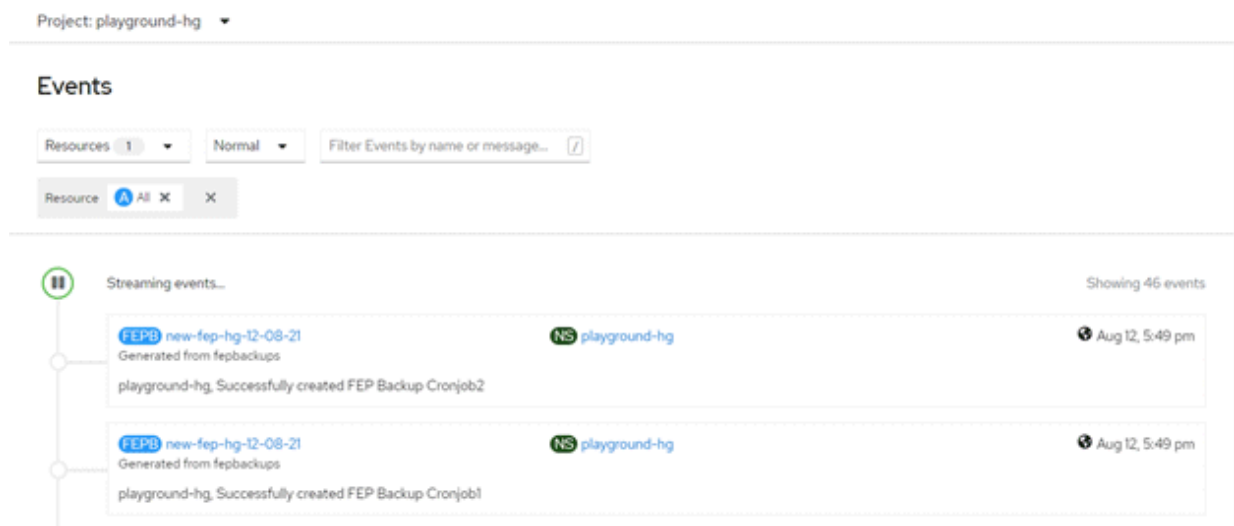 Project: playground-hg
Events
Resources 1 Normal Filter Events by name or message... /
Resource A All
Streaming events... Showing 46 events
FEPB new-fep-hg-12-08-21 NS playground-hg Aug 12, 5:49 pm
Generated from fepbackups
playground-hg, Successfully created FEP Backup Cronjob2
FEPB new-fep-hg-12-08-21 NS playground-hg Aug 12, 5:49 pm
Generated from fepbackups
playground-hg, Successfully created FEP Backup Cronjob1